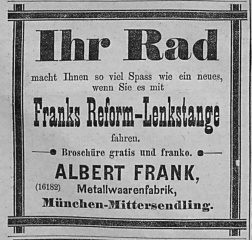 Ihr Rad
macht Ihnen so viel Spass wie ein neues,
wenn Sie es mit
Franks Reform-Lenkstange
fahren.
Broschüre gratis und franko.
ALBERT FRANK,
(16182) Metallwaarenfabrik,
München-Mittersendling.